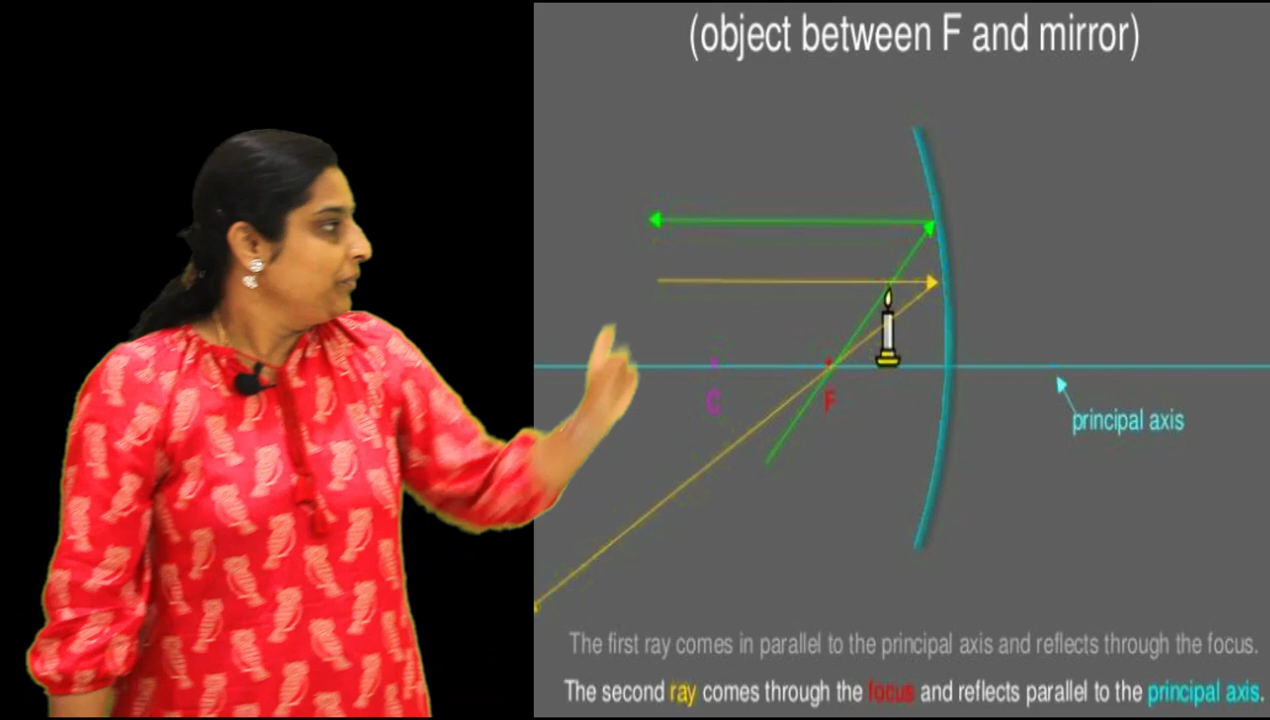 (object between F and mirror)
C
F
principal axis
The first ray comes in parallel to the principal axis and reflects through the focus.
The second ray comes through the focus and reflects parallel to the principal axis.